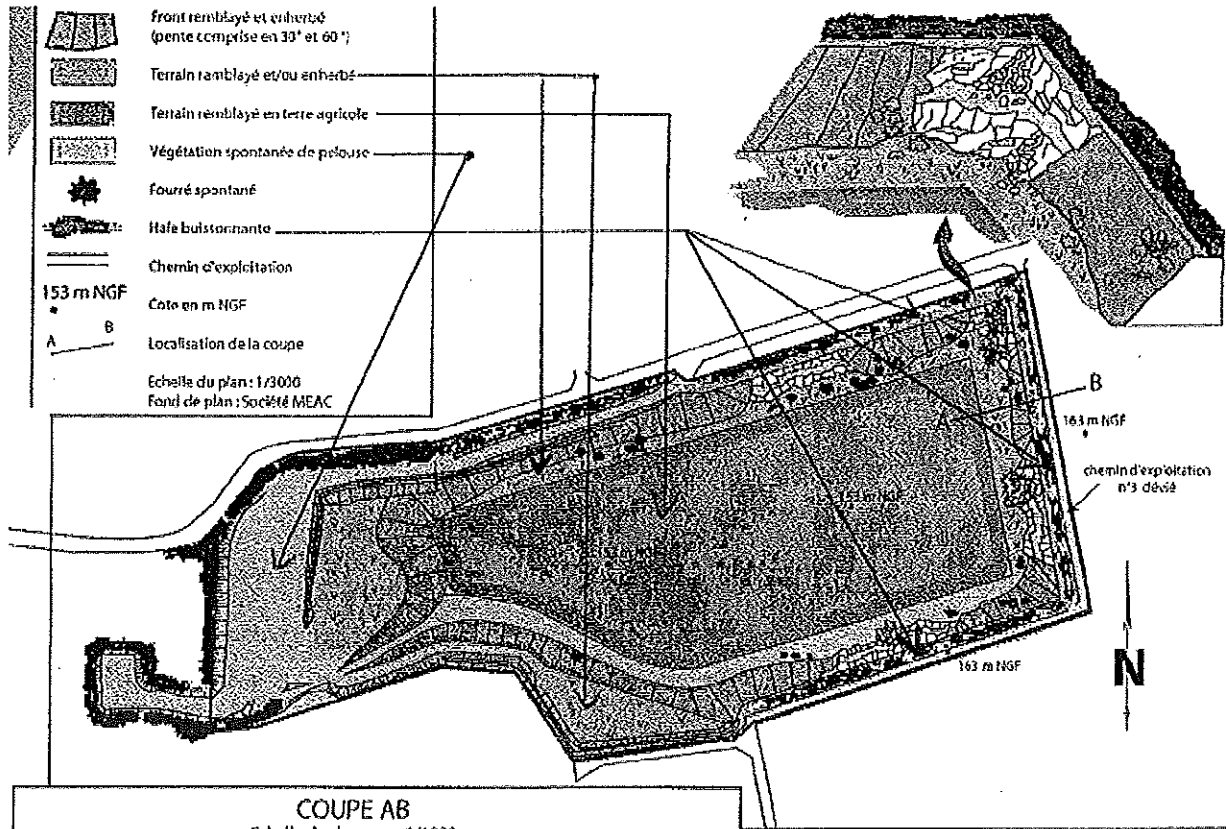 Front remblayé et enherbé
(pente comprise en 30° et 60°)
Terrain ramblayé et/ou enherbé
Terrain remblayé en terre agricole
Végétation spontanée de pelouse
Fourré spontané
Haie buissonnante
Chemin d'exploitation
153 m NGF
Cote en m NGF
A B
Localisation de la coupe
Echelle du plan : 1/3000
Fond de plan : Société MEAC
B
A
163 m NGF
chemin d'exploitation
n°3 dévié
163 m NGF
N
COUPE AB